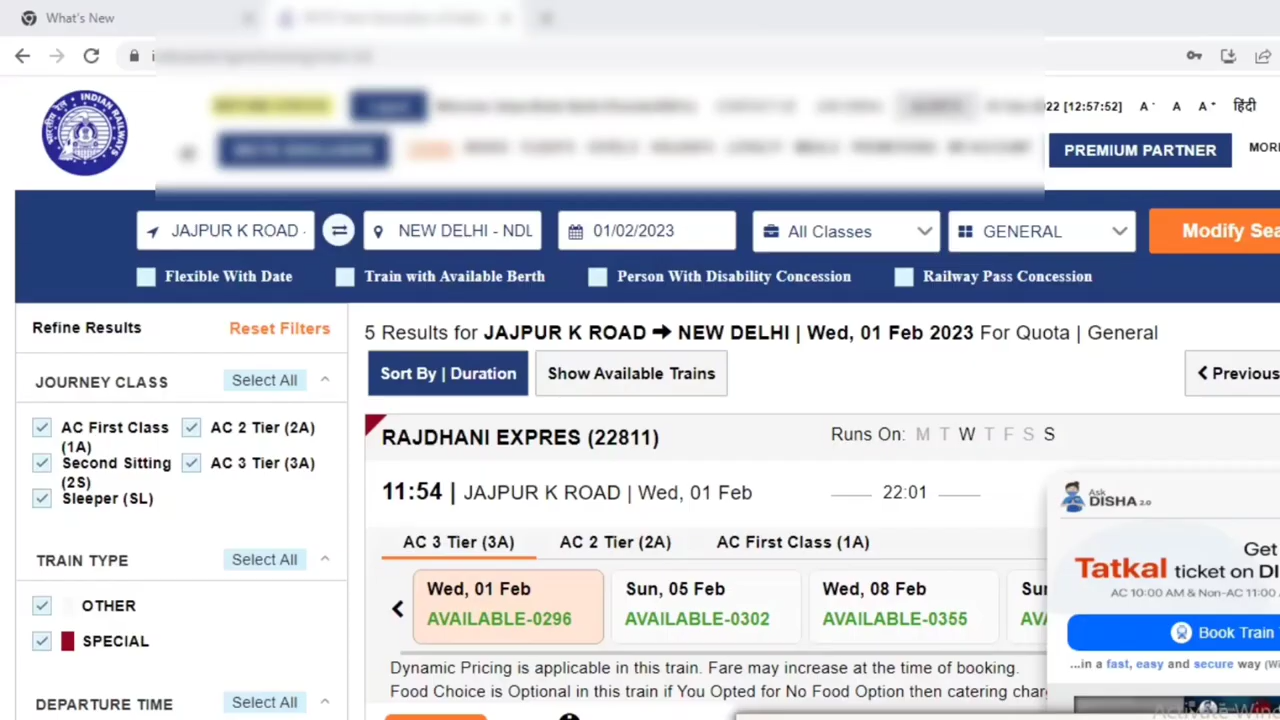 What's New
22 [12:57:52] A- A A+ हिंदी
INDIAN RAILWAYS
PREMIUM PARTNER MOR
JAJPUR K ROAD - NEW DELHI - NDL 01/02/2023 All Classes GENERAL Modify Sea
Flexible With Date Train with Available Berth Person With Disability Concession Railway Pass Concession
Refine Results Reset Filters
5 Results for JAJPUR K ROAD → NEW DELHI | Wed, 01 Feb 2023 For Quota | General
JOURNEY CLASS Select All
Sort By | Duration Show Available Trains Previous
AC First Class (1A)
AC 2 Tier (2A)
Second Sitting (2S)
AC 3 Tier (3A)
Sleeper (SL)
RAJDHANI EXPRES (22811) Runs On: M T W T F S S
11:54 | JAJPUR K ROAD | Wed, 01 Feb 22:01
AC 3 Tier (3A) AC 2 Tier (2A) AC First Class (1A)
Wed, 01 Feb Sun, 05 Feb Wed, 08 Feb Sun
AVAILABLE-0296 AVAILABLE-0302 AVAILABLE-0355 AVA
Dynamic Pricing is applicable in this train. Fare may increase at the time of booking.
Food Choice is Optional in this train if You Opted for No Food Option then catering char
TRAIN TYPE Select All
OTHER
SPECIAL
DEPARTURE TIME Select All
Ask DISHA 2.0
Get
Tatkal ticket on DI
AC 10:00 AM & Non-AC 11:00
Book Train
...in a fast, easy and secure way (Wi
Activate Wind